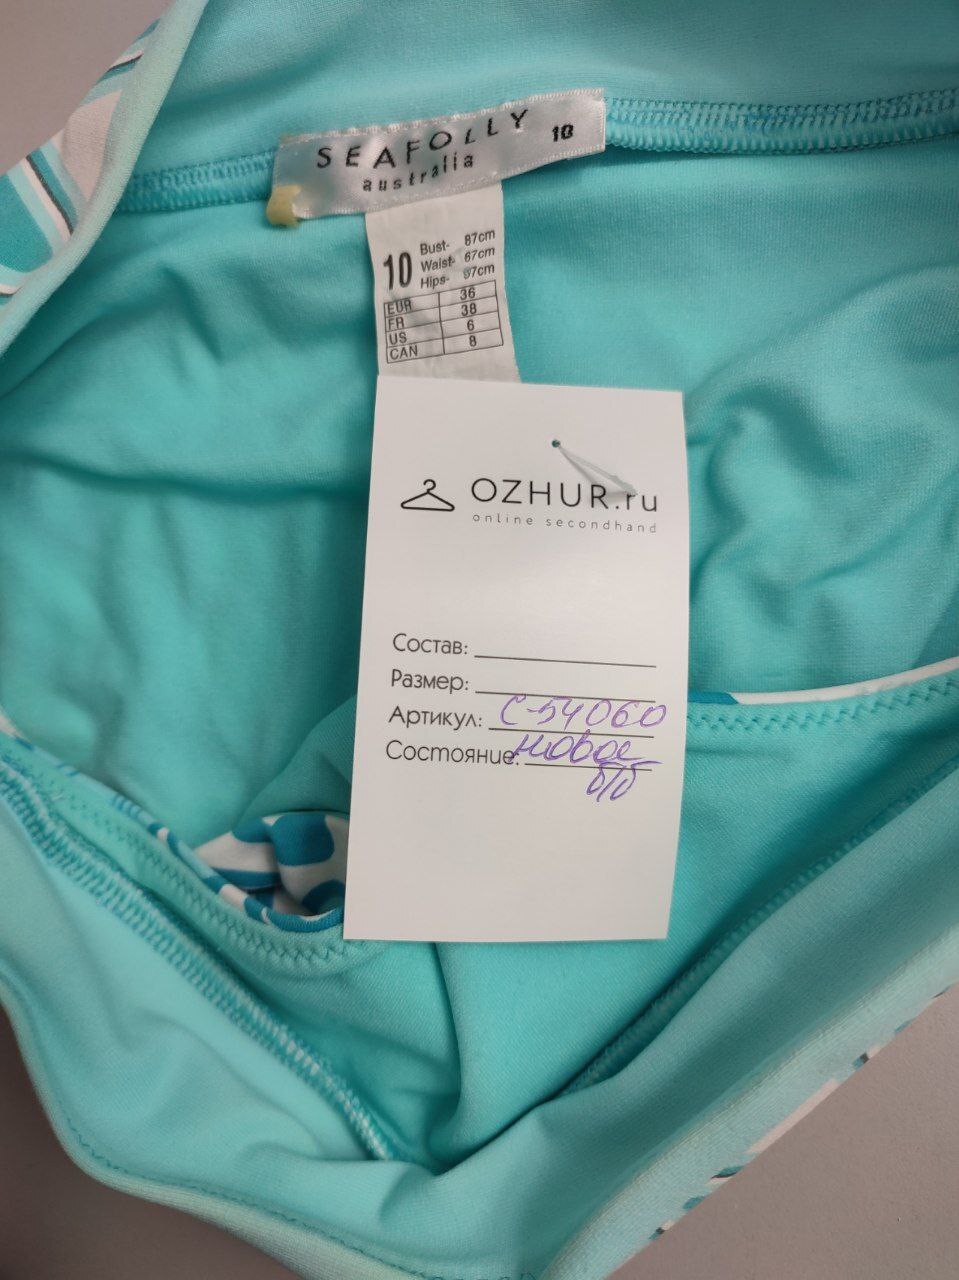 SEAFOLLY 10
australia
10 Bust- 87cm
Waist- 67cm
Hips- 97cm
EUR 36
FR 38
US 6
CAN 8
OZHUR.ru
online secondhand
Состав:
Размер:
Артикул: С-54060
Состояние: новое
б/б